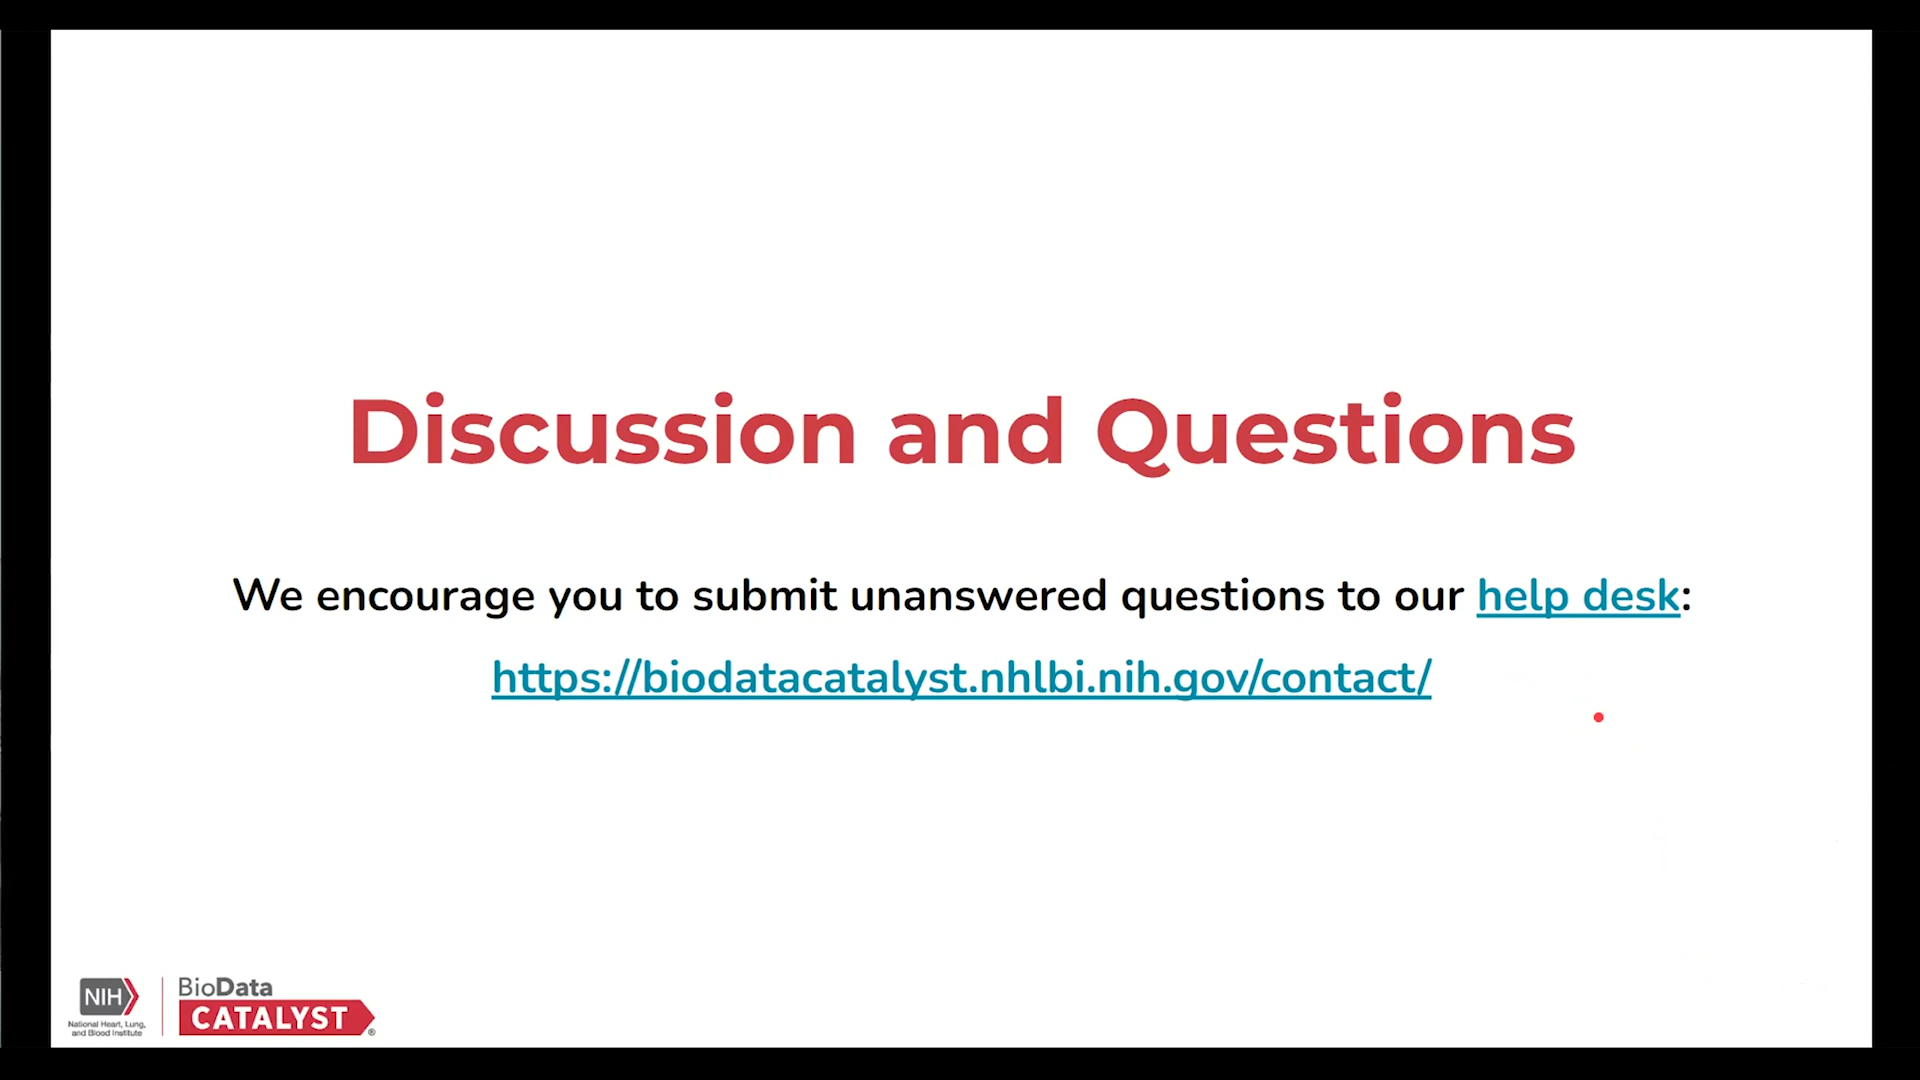 Discussion and Questions
We encourage you to submit unanswered questions to our help desk:
https://biodatacatalyst.nhlbi.nih.gov/contact/
NIH
National Heart, Lung,
and Blood Institute
BioData
CATALYST®